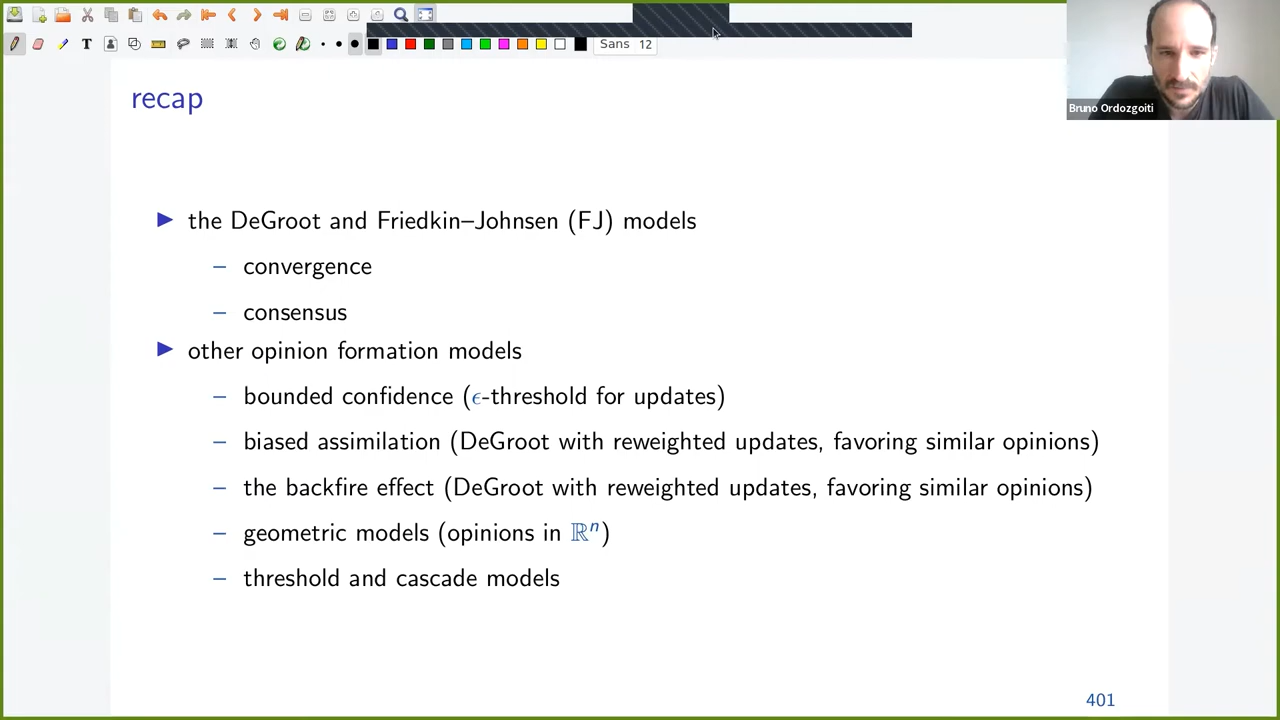 T
Sans 12
Bruno Ordozgoiti
recap
▶ the DeGroot and Friedkin–Johnsen (FJ) models
– convergence
– consensus
▶ other opinion formation models
– bounded confidence (ϵ-threshold for updates)
– biased assimilation (DeGroot with reweighted updates, favoring similar opinions)
– the backfire effect (DeGroot with reweighted updates, favoring similar opinions)
– geometric models (opinions in ℝⁿ)
– threshold and cascade models
401